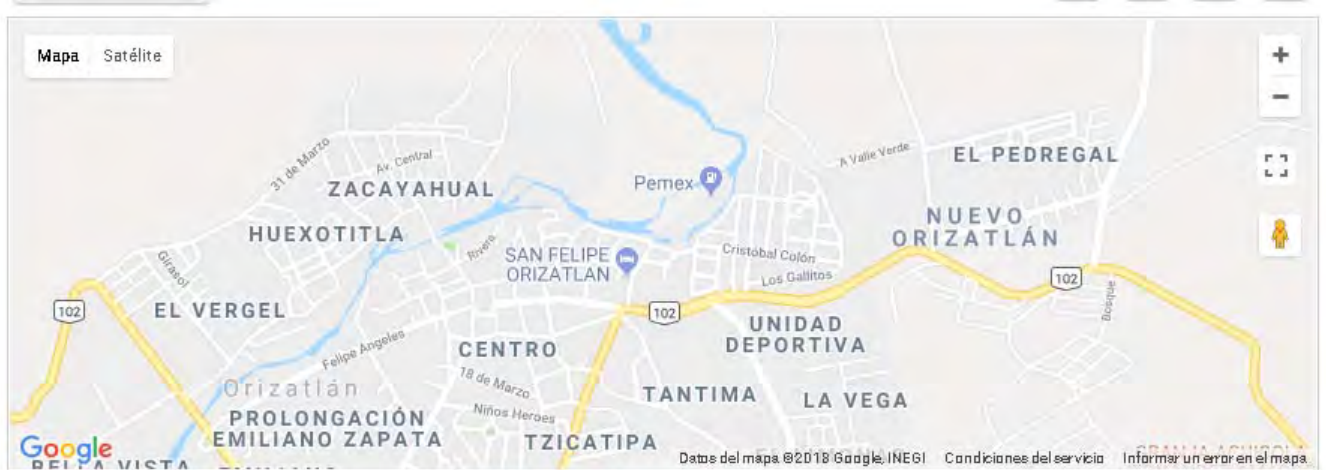 Mapa Satélite
31 de Marzo
Av. Central
ZACAYAHUAL
Pemex
A Valle Verde
EL PEDREGAL
HUEXOTITLA
NUEVO
ORIZATLÁN
Girasol
Rivero
SAN FELIPE
ORIZATLAN
Cristóbal Colón
Los Gallitos
102
EL VERGEL
102
102
Bosque
UNIDAD
DEPORTIVA
Felipe Angeles
CENTRO
18 de Marzo
Orizatlán
TANTIMA
LA VEGA
PROLONGACIÓN
EMILIANO ZAPATA
Niños Heroes
TZICATIPA
Google
BELLA VISTA
Datos del mapa ©2018 Google, INEGI Condiciones del servicio Informar un error en el mapa